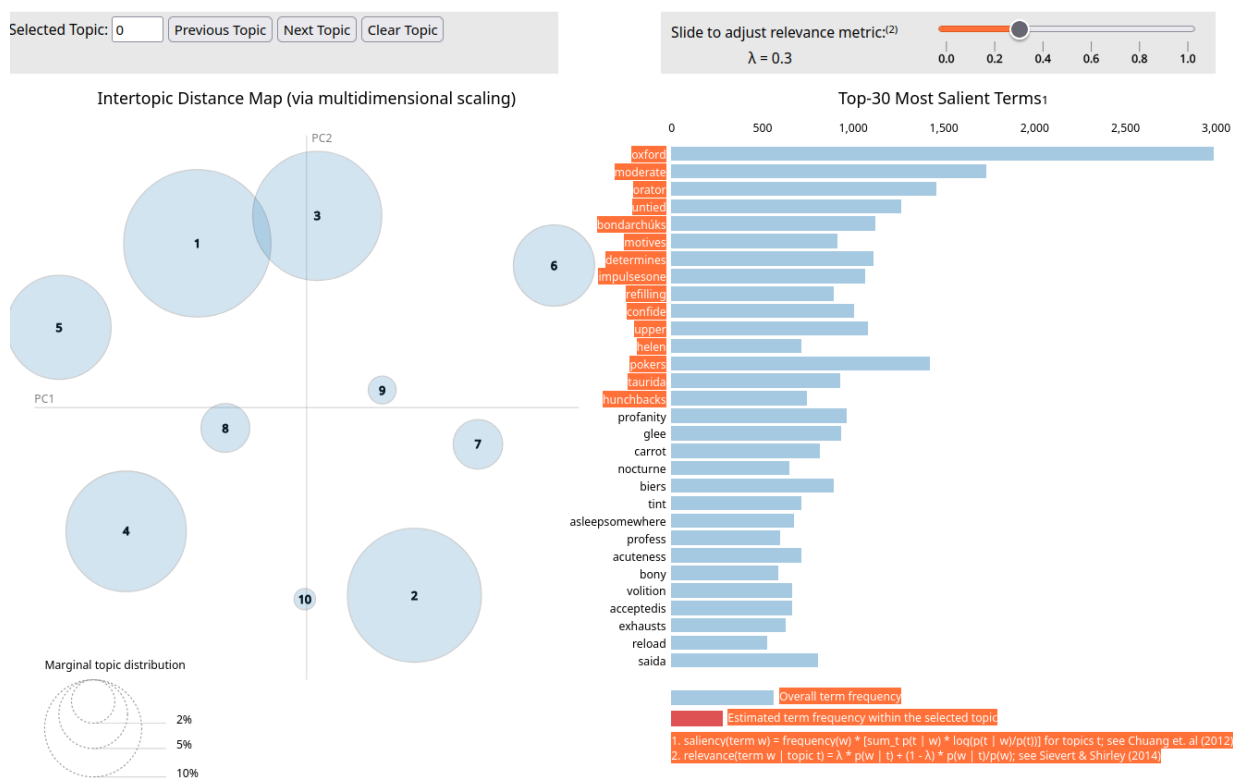 Selected Topic: 0 Previous Topic Next Topic Clear Topic
Slide to adjust relevance metric:(2)
λ = 0.3
0.0 0.2 0.4 0.6 0.8 1.0
Intertopic Distance Map (via multidimensional scaling)
PC2
PC1
1
3
6
5
9
8
7
4
10
2
Marginal topic distribution
2%
5%
10%
Top-30 Most Salient Terms1
0 500 1,000 1,500 2,000 2,500 3,000
oxford
moderate
orator
untied
bondarchúks
motives
determines
impulsesone
refilling
confide
upper
helen
pokers
taurida
hunchbacks
profanity
glee
carrot
nocturne
biers
tint
asleepsomewhere
profess
acuteness
bony
volition
acceptedis
exhausts
reload
saida
Overall term frequency
Estimated term frequency within the selected topic
1. saliency(term w) = frequency(w) * [sum_t p(t | w) * log(p(t | w)/p(t))] for topics t; see Chuang et. al (2012)
2. relevance(term w | topic t) = λ * p(w | t) + (1 - λ) * p(w | t)/p(w); see Sievert & Shirley (2014)